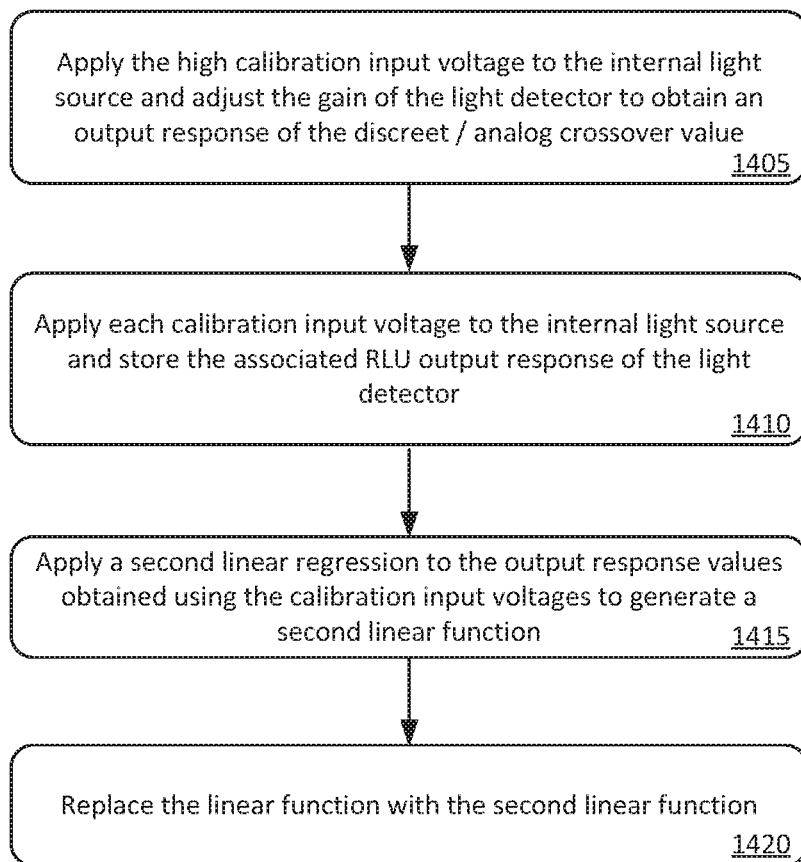 Apply the high calibration input voltage to the internal light
source and adjust the gain of the light detector to obtain an
output response of the discreet / analog crossover value
1405
Apply each calibration input voltage to the internal light source
and store the associated RLU output response of the light
detector
1410
Apply a second linear regression to the output response values
obtained using the calibration input voltages to generate a
second linear function
1415
Replace the linear function with the second linear function
1420